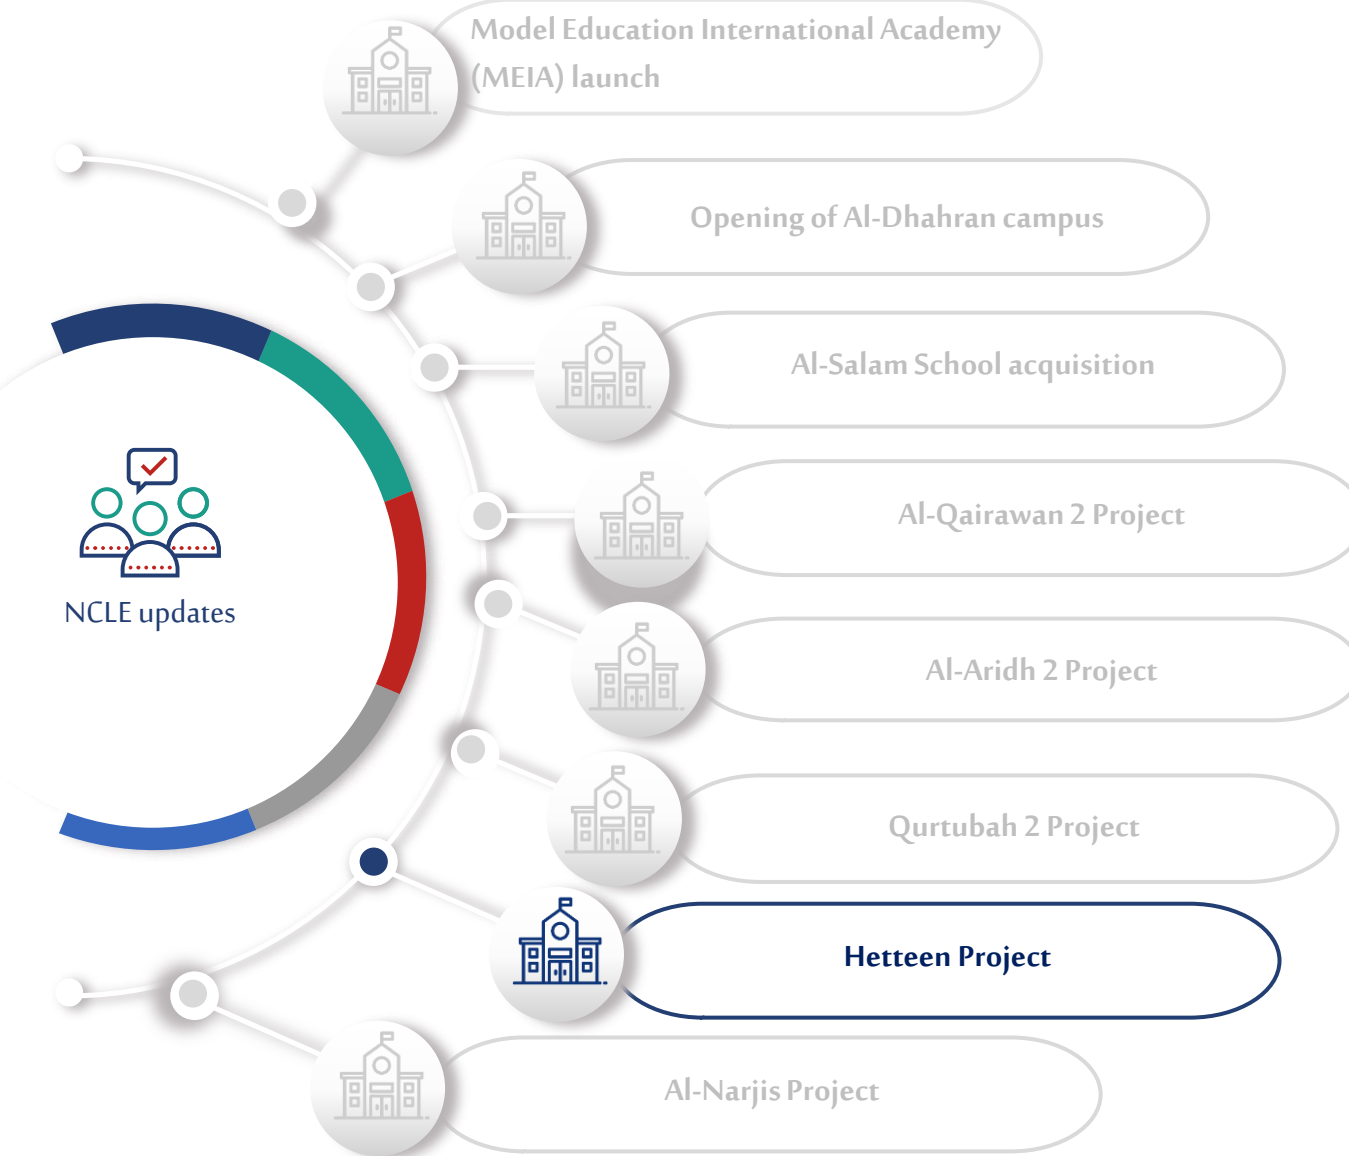 Model Education International Academy
(MEIA) launch
Opening of Al-Dhahran campus
Al-Salam School acquisition
Al-Qairawan 2 Project
NCLE updates
Al-Aridh 2 Project
Qurtubah 2 Project
Hetteen Project
Al-Narjis Project